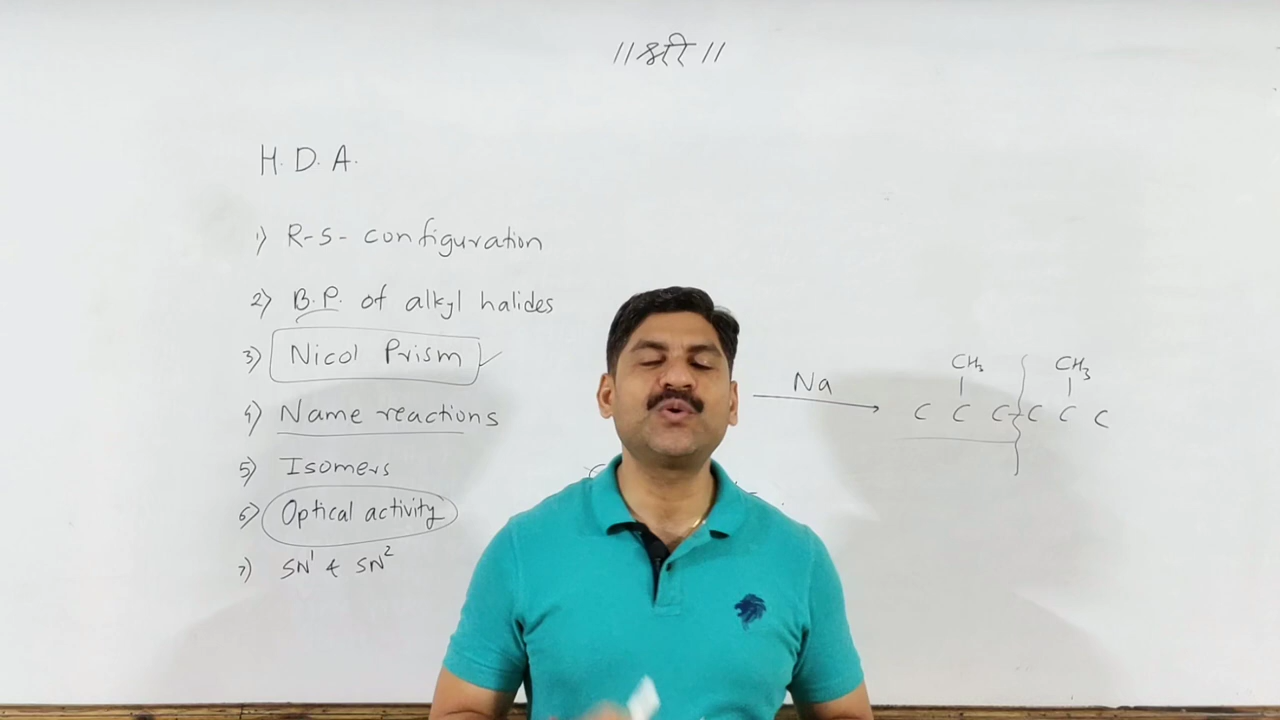 ॥ श्री ॥
H. D. A.
1) R-S- configuration
2) B.P. of alkyl halides
3) Nicol Prism
4) Name reactions
5) Isomers
6) Optical activity
7) SN1 & SN2
Na
CH3 CH3
C C C - C C C